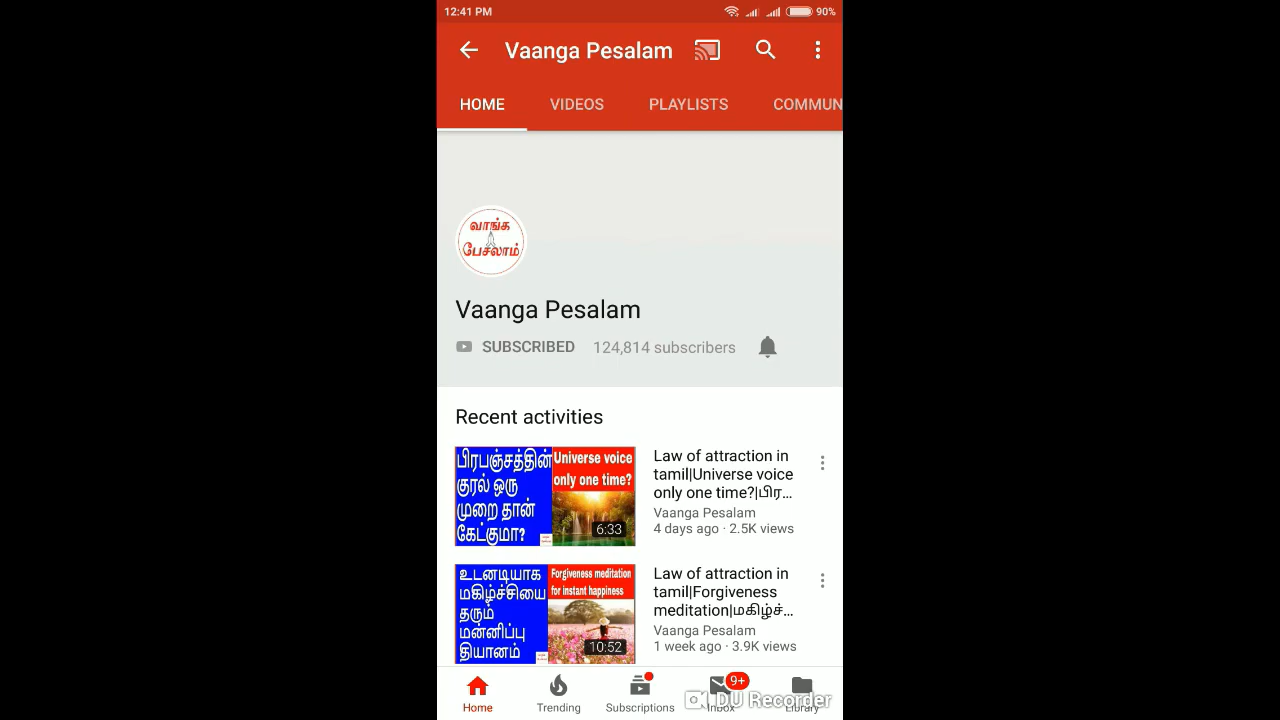 12:41 PM
90%
Vaanga Pesalam
HOME
VIDEOS
PLAYLISTS
COMMUN
வாங்க
பேசலாம்
Vaanga Pesalam
SUBSCRIBED
124,814 subscribers
Recent activities
பிரபஞ்சத்தின்
குரல் ஒரு
முறை தான்
கேட்குமா?
Universe voice
only one time?
6:33
Law of attraction in
tamil|Universe voice
only one time?|பிர...
Vaanga Pesalam
4 days ago · 2.5K views
உடனடியாக
மகிழ்ச்சியை
தரும்
மன்னிப்பு
தியானம்
Forgiveness meditation
for instant happiness
10:52
Law of attraction in
tamil|Forgiveness
meditation|மகிழ்ச்...
Vaanga Pesalam
1 week ago · 3.9K views
Home
Trending
Subscriptions
9+
Inbox
Library
DU Recorder